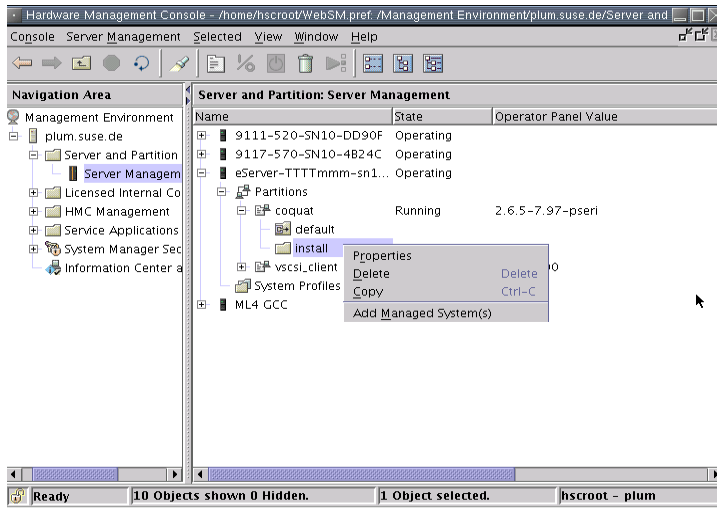 Hardware Management Console - /home/hscroot/WebSM.pref: /Management Environment/plum.suse.de/Server and
Console Server Management Selected View Window Help
Navigation Area
Server and Partition: Server Management
Management Environment
plum.suse.de
Server and Partition
Server Managem
Licensed Internal Co
HMC Management
Service Applications
System Manager Sec
Information Center a
Name State Operator Panel Value
9111-520-SN10-DD90F Operating
9117-570-SN10-4B24C Operating
eServer-TTTTmmm-sn1... Operating
Partitions
coquat Running 2.6.5-7.97-pseri
default
install
vscsi_client
System Profiles
ML4 GCC
Properties
Delete Delete
Copy Ctrl-C
Add Managed System(s)
Ready 10 Objects shown 0 Hidden. 1 Object selected. hscroot - plum